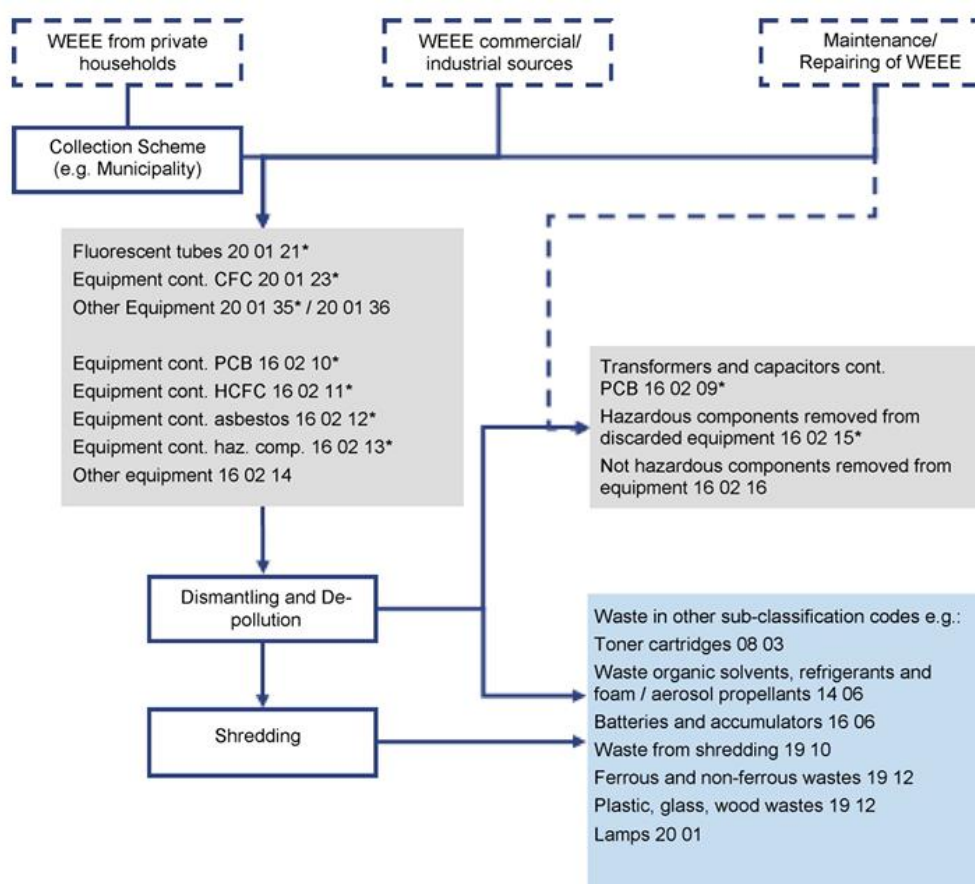 WEEE from private
households
WEEE commercial/
industrial sources
Maintenance/
Repairing of WEEE
Collection Scheme
(e.g. Municipality)
Fluorescent tubes 20 01 21*
Equipment cont. CFC 20 01 23*
Other Equipment 20 01 35* / 20 01 36
Equipment cont. PCB 16 02 10*
Equipment cont. HCFC 16 02 11*
Equipment cont. asbestos 16 02 12*
Equipment cont. haz. comp. 16 02 13*
Other equipment 16 02 14
Transformers and capacitors cont.
PCB 16 02 09*
Hazardous components removed from
discarded equipment 16 02 15*
Not hazardous components removed from
equipment 16 02 16
Dismantling and De-
pollution
Shredding
Waste in other sub-classification codes e.g.:
Toner cartridges 08 03
Waste organic solvents, refrigerants and
foam / aerosol propellants 14 06
Batteries and accumulators 16 06
Waste from shredding 19 10
Ferrous and non-ferrous wastes 19 12
Plastic, glass, wood wastes 19 12
Lamps 20 01